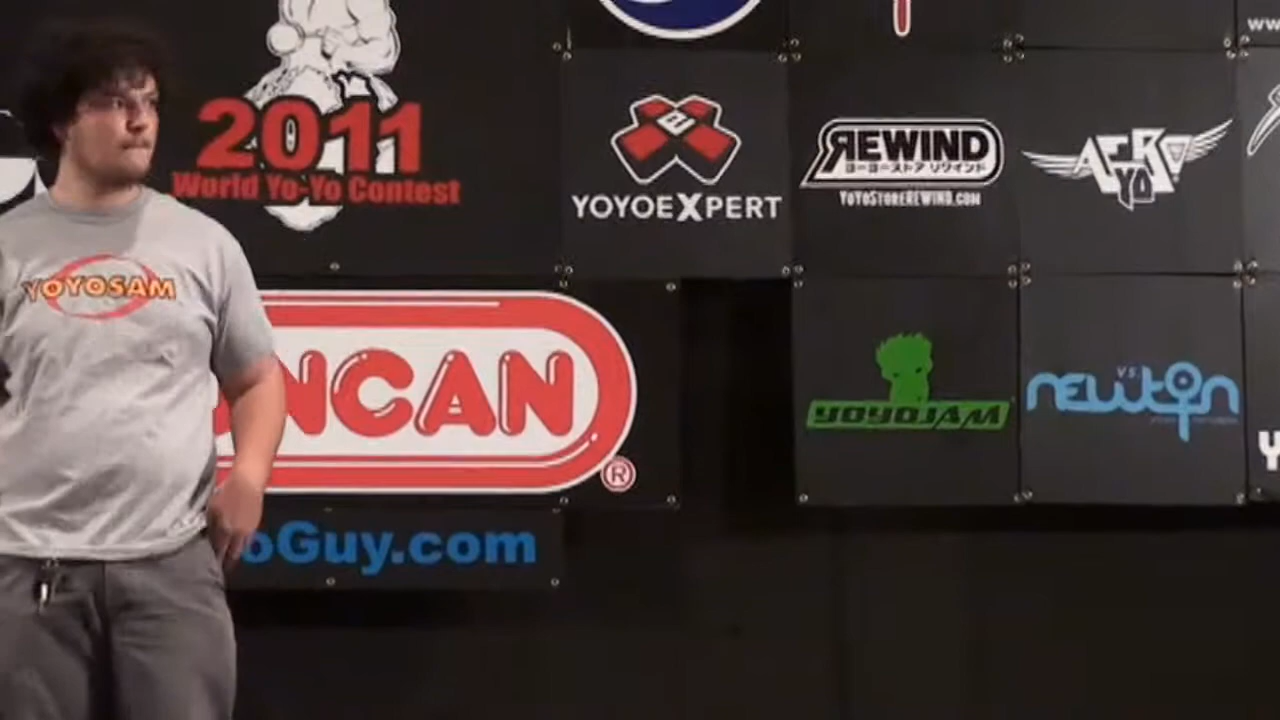 2011
World Yo-Yo Contest
YOYOEXPERT
REWIND
ヨーヨーストア リワインド
YOYOSTOREREWIND.COM
AERO
YO
YOYOSAM
NCAN
®
YOYOJAM
VS.
NEWTON
oGuy.com